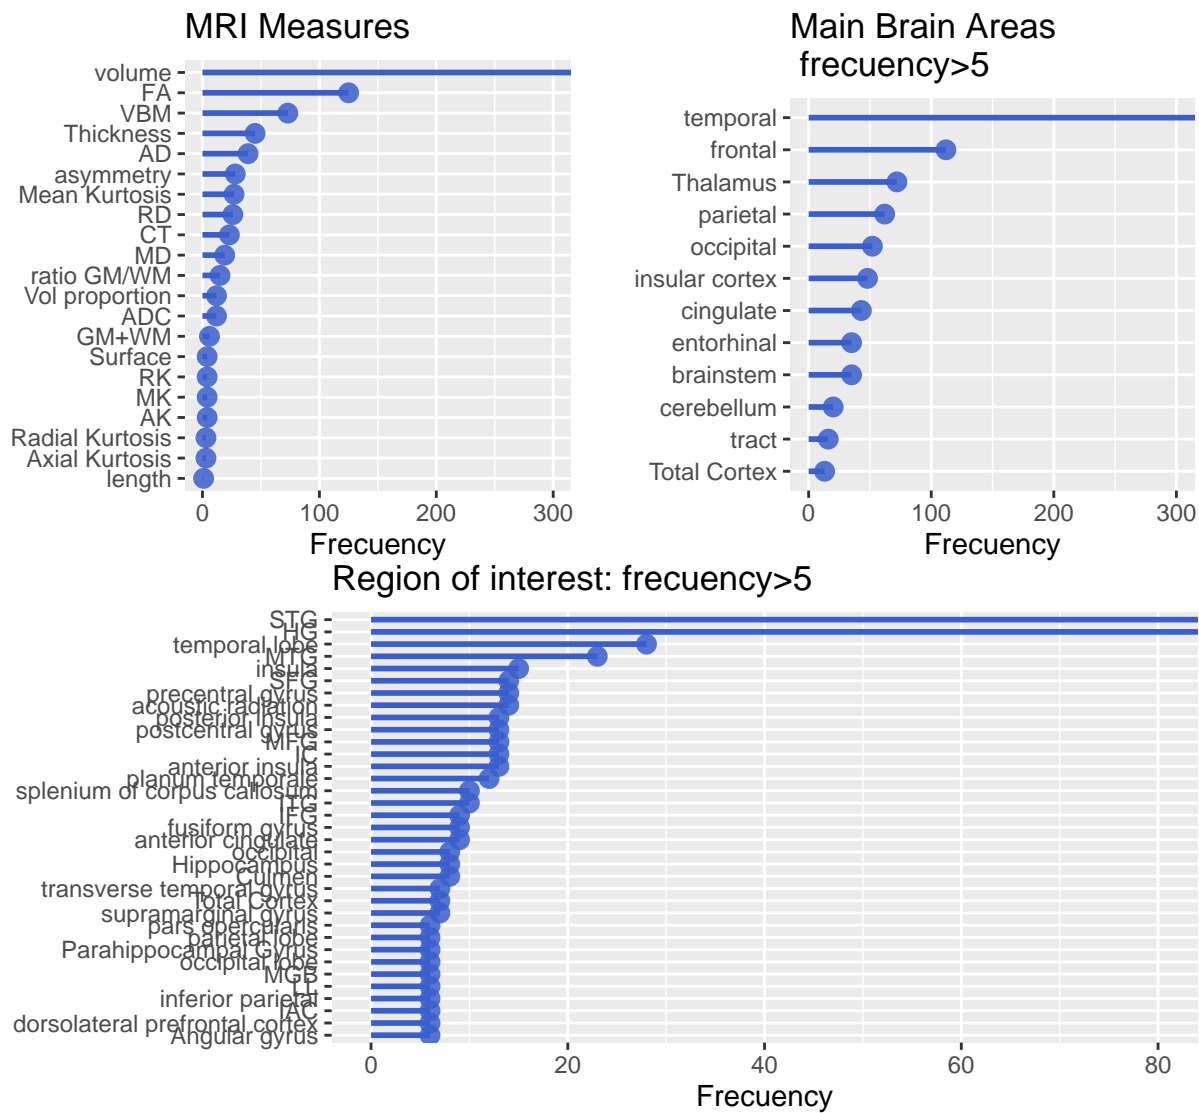 MRI Measures
volume
FA
VBM
Thickness
AD
asymmetry
Mean Kurtosis
RD
CT
MD
ratio GM/WM
Vol proportion
ADC
GM+WM
Surface
RK
MK
AK
Radial Kurtosis
Axial Kurtosis
length
0 100 200 300
Frecuency
Main Brain Areas
frecuency>5
temporal
frontal
Thalamus
parietal
occipital
insular cortex
cingulate
entorhinal
brainstem
cerebellum
tract
Total Cortex
0 100 200 300
Frecuency
Region of interest: frecuency>5
STG
HG
temporal lobe
MTG
insula
SFG
precentral gyrus
acoustic radiation
posterior insula
postcentral gyrus
MFG
IC
anterior insula
planum temporale
splenium of corpus callosum
ITG
IFG
fusiform gyrus
anterior cingulate
occipital
Hippocampus
Culmen
transverse temporal gyrus
Total Cortex
supramarginal gyrus
pars opercularis
parietal lobe
Parahippocampal Gyrus
occipital lobe
MGB
LL
inferior parietal
IAC
dorsolateral prefrontal cortex
Angular gyrus
0 20 40 60 80
Frecuency